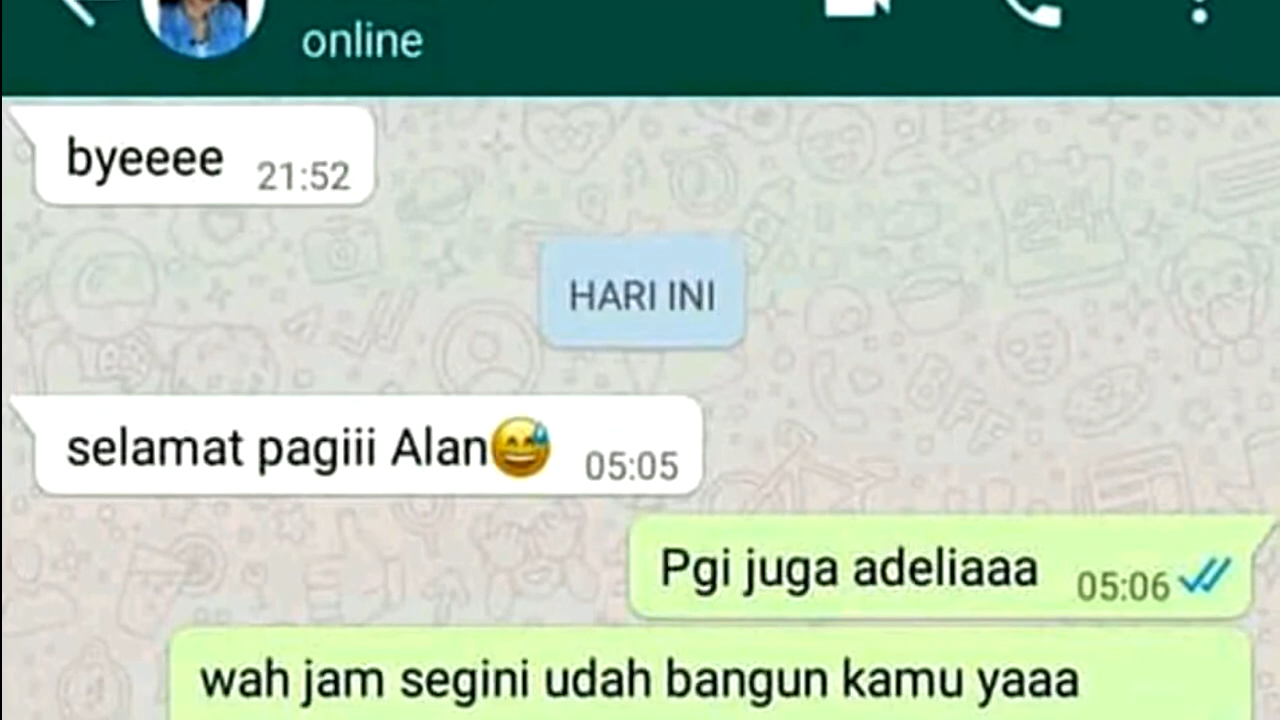 online
byeeee 21:52
HARI INI
selamat pagiii Alan😅 05:05
Pgi juga adeliaaa 05:06
wah jam segini udah bangun kamu yaaa